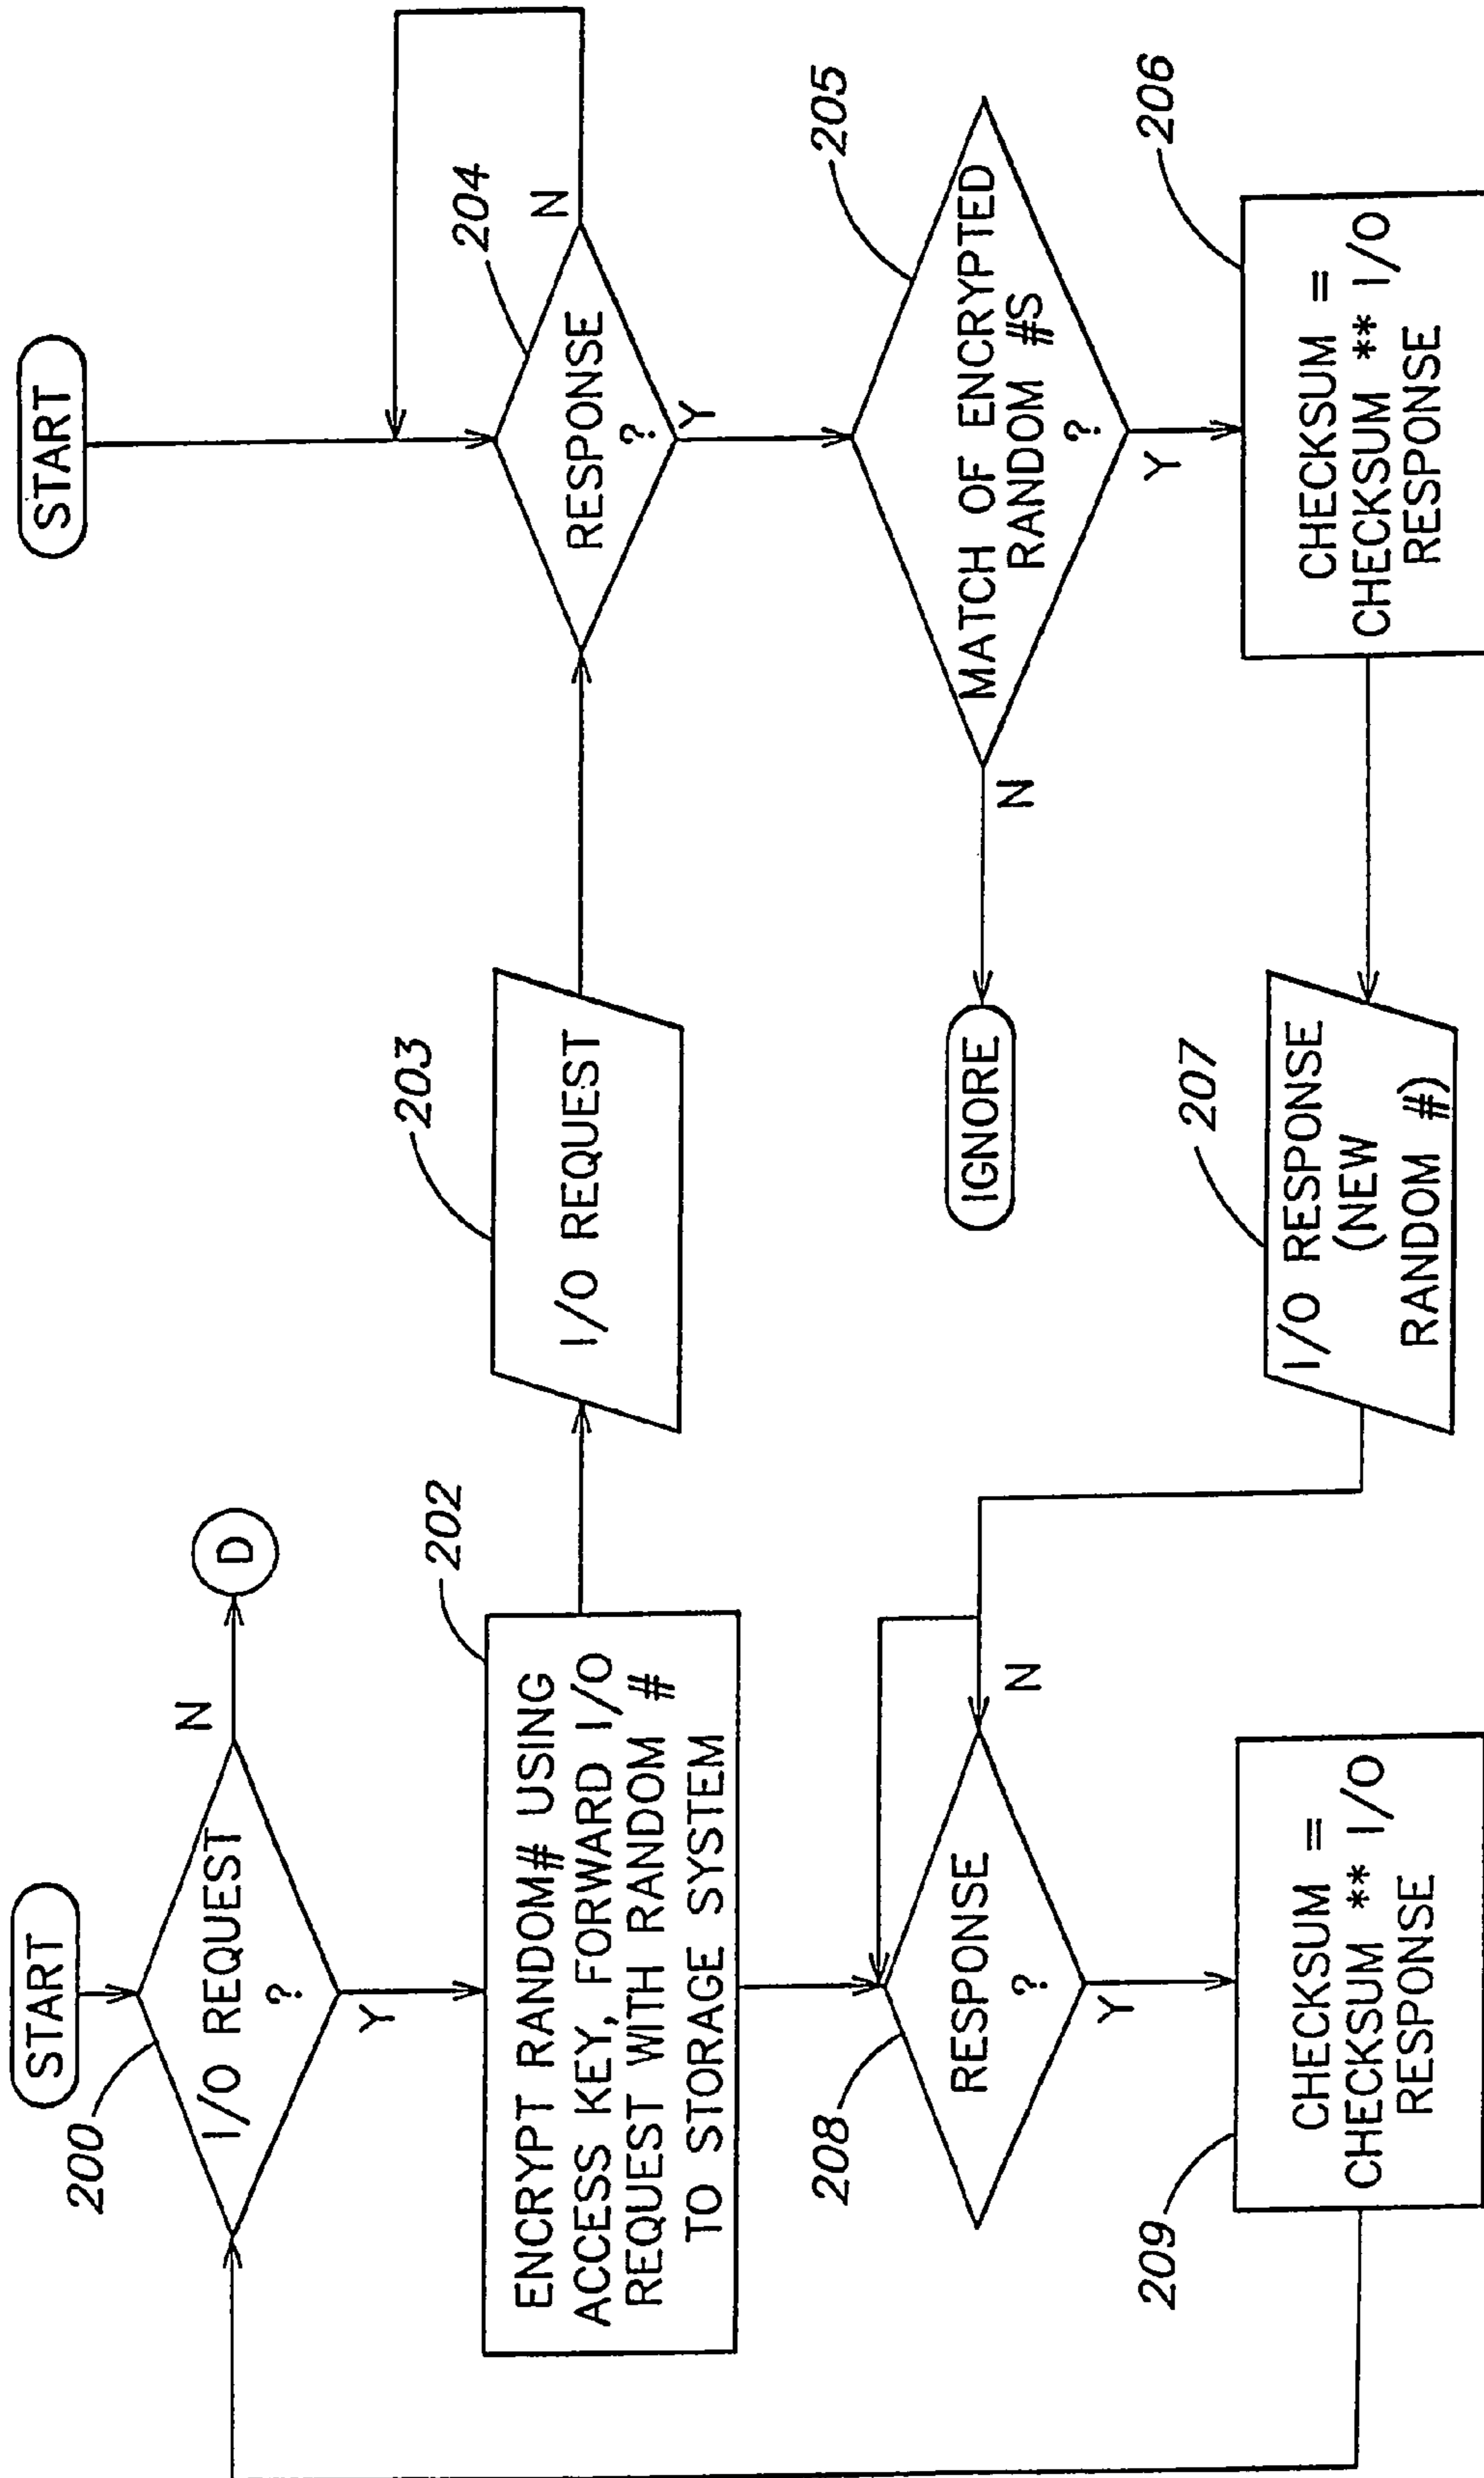 START
200
I/O REQUEST
?
N
D
Y
202
ENCRYPT RANDOM# USING
ACCESS KEY, FORWARD I/O
REQUEST WITH RANDOM #
TO STORAGE SYSTEM
203
I/O REQUEST
START
204
RESPONSE
?
N
Y
205
MATCH OF ENCRYPTED
RANDOM #S
?
N
IGNORE
Y
206
CHECKSUM =
CHECKSUM ** I/O
RESPONSE
207
I/O RESPONSE
(NEW
RANDOM #)
208
RESPONSE
?
N
Y
209
CHECKSUM =
CHECKSUM ** I/O
RESPONSE